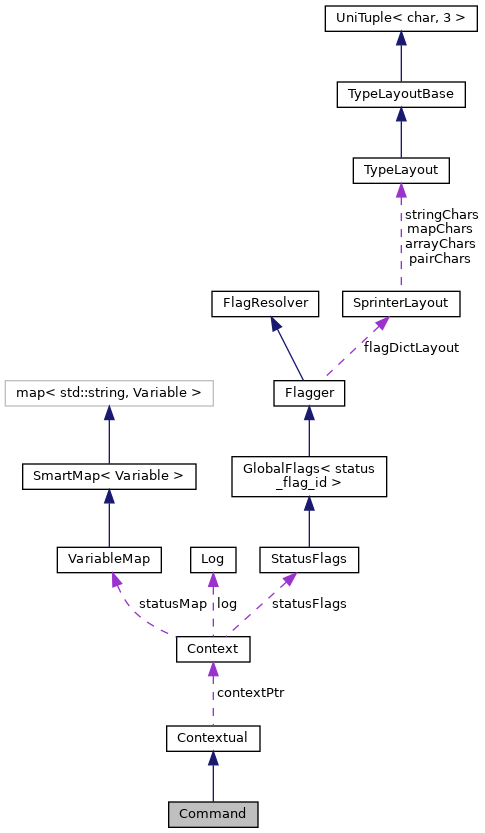 UniTuple< char, 3 >
TypeLayoutBase
TypeLayout
stringChars
mapChars
arrayChars
pairChars
FlagResolver
SprinterLayout
flagDictLayout
map< std::string, Variable >
Flagger
SmartMap< Variable >
GlobalFlags< status
_flag_id >
VariableMap
Log
StatusFlags
statusMap
log
statusFlags
Context
contextPtr
Contextual
Command